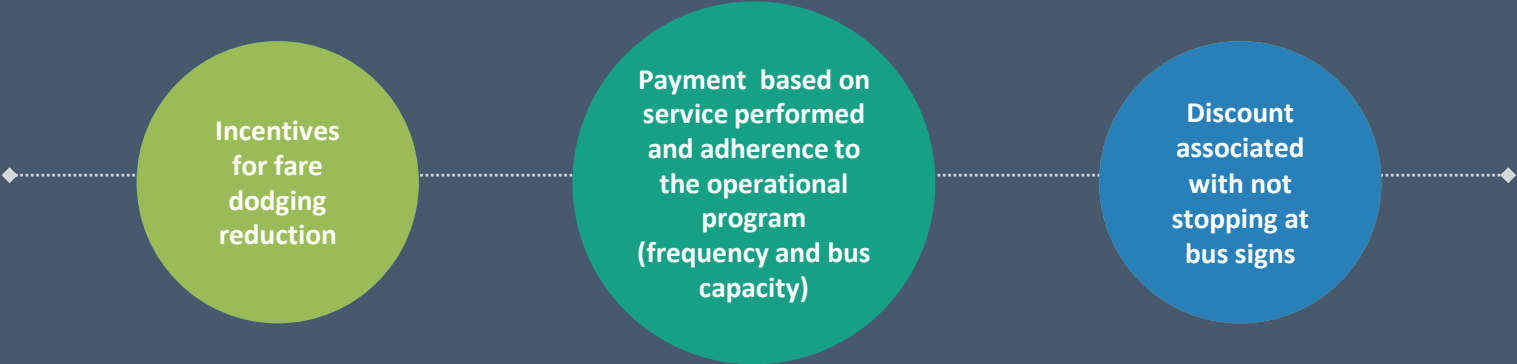 Incentives
for fare
dodging
reduction
Payment based on
service performed
and adherence to
the operational
program
(frequency and bus
capacity)
Discount
associated
with not
stopping at
bus signs